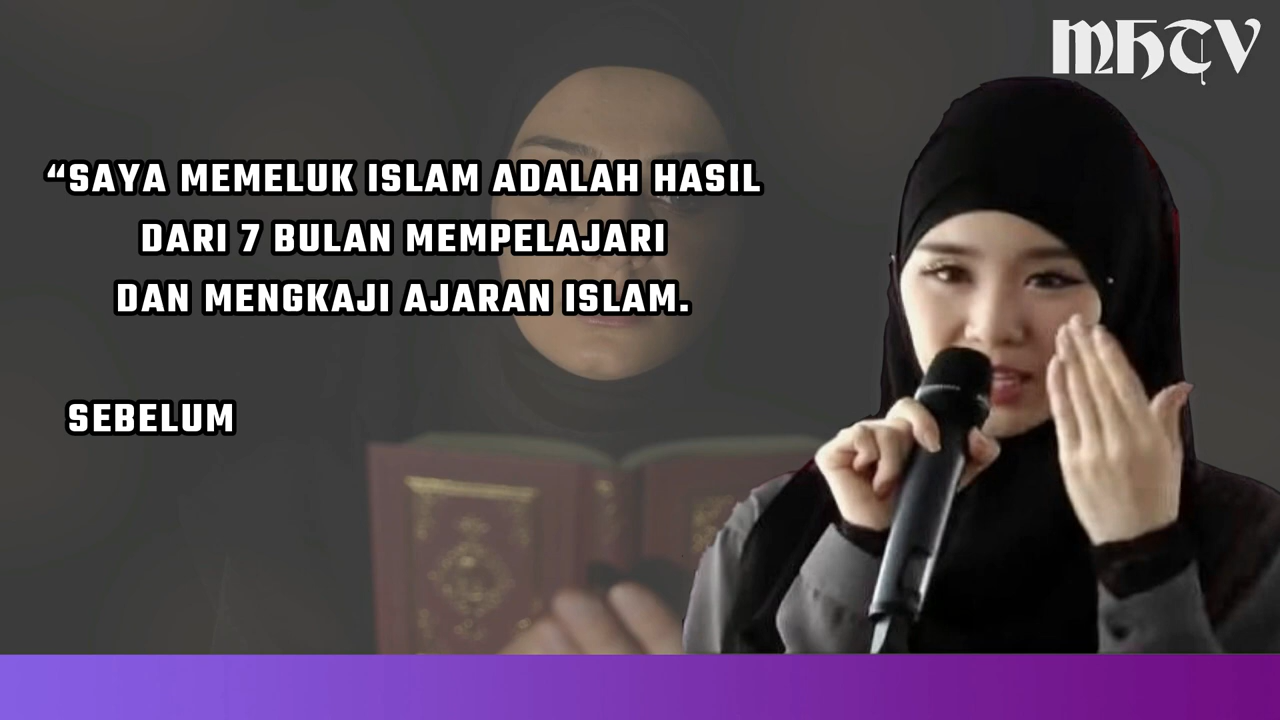 MHTV
“SAYA MEMELUK ISLAM ADALAH HASIL
DARI 7 BULAN MEMPELAJARI
DAN MENGKAJI AJARAN ISLAM.
SEBELUM